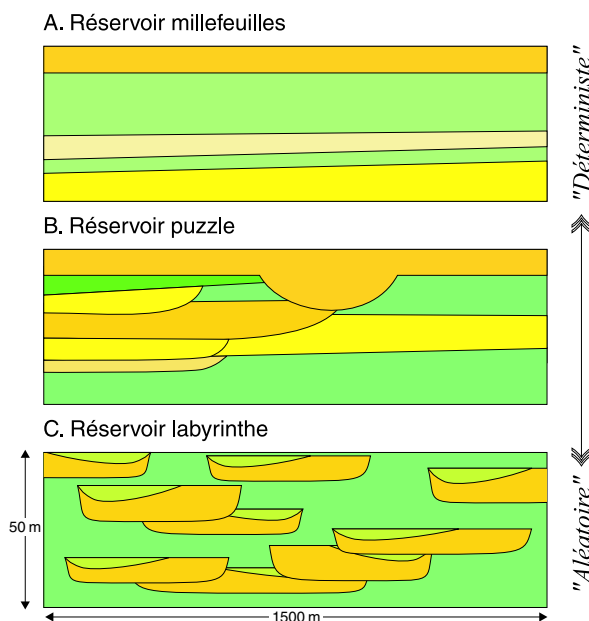 A. Réservoir millefeuilles
B. Réservoir puzzle
C. Réservoir labyrinthe
50 m
1500 m
"Déterministe"
"Aléatoire"